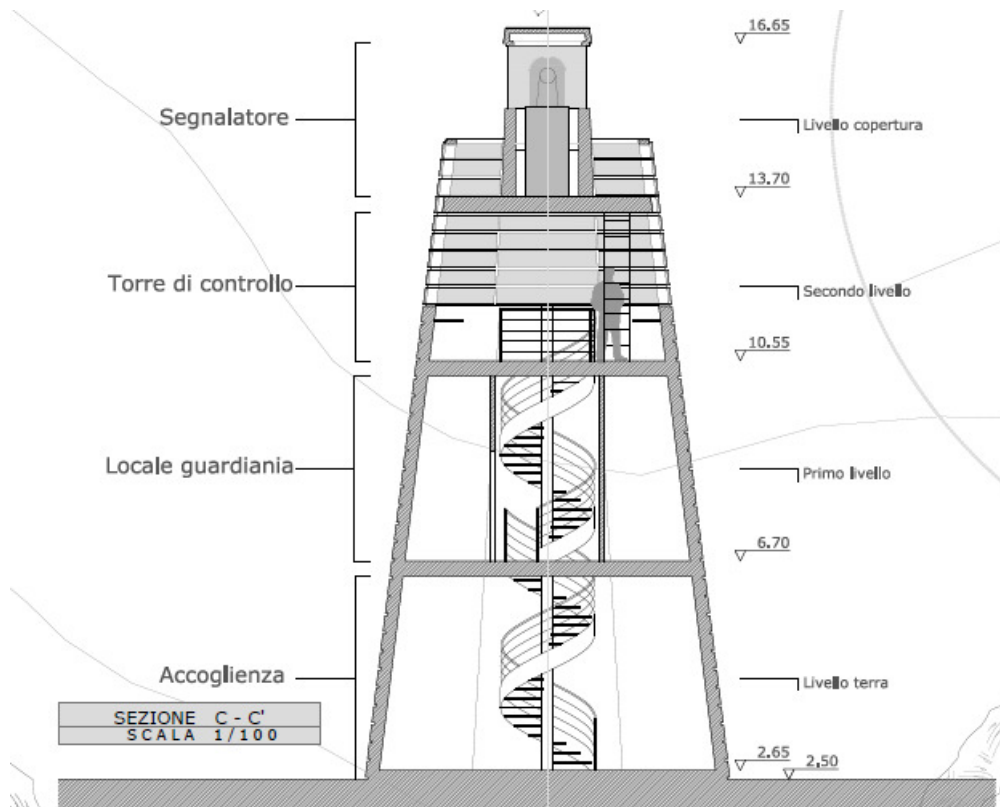 16.65
Segnalatore
Livello copertura
13.70
Torre di controllo
Secondo livello
10.55
Locale guardiania
Primo livello
6.70
Accoglienza
Livello terra
SEZIONE C - C'
SCALA 1/100
2.65
2,50